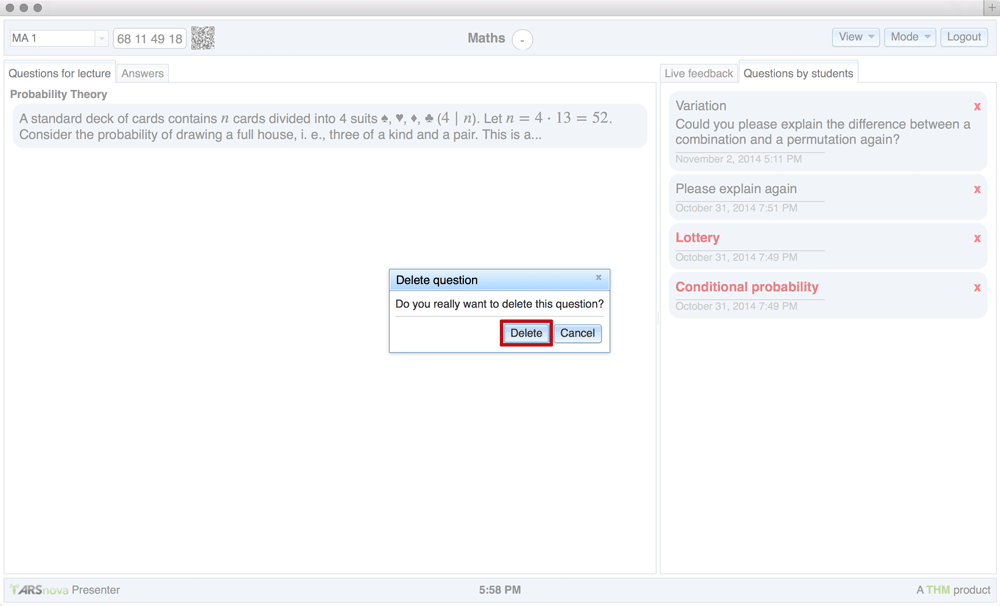 MA 1
68 11 49 18
Maths
-
View
Mode
Logout
Questions for lecture
Answers
Probability Theory
A standard deck of cards contains n cards divided into 4 suits ♠, ♥, ♦, ♣ (4 | n). Let n = 4 · 13 = 52.
Consider the probability of drawing a full house, i. e., three of a kind and a pair. This is a...
Live feedback
Questions by students
Variation
x
Could you please explain the difference between a
combination and a permutation again?
November 2, 2014 5:11 PM
Please explain again
x
October 31, 2014 7:51 PM
Lottery
x
October 31, 2014 7:49 PM
Conditional probability
x
October 31, 2014 7:49 PM
Delete question
x
Do you really want to delete this question?
Delete
Cancel
ARSnova Presenter
5:58 PM
A THM product